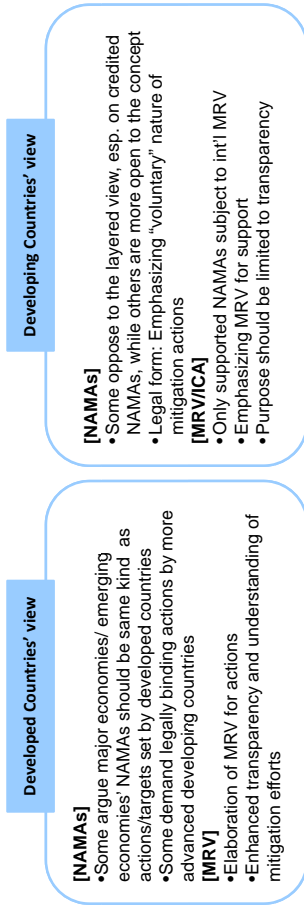 Developed Countries' view
[NAMAs]
•Some argue major economies/ emerging
economies' NAMAs should be same kind as
actions/targets set by developed countries
•Some demand legally binding actions by more
advanced developing countries
[MRV]
•Elaboration of MRV for actions
•Enhanced transparency and understanding of
mitigation efforts
Developing Countries' view
[NAMAs]
•Some oppose to the layered view, esp. on credited
NAMAs, while others are more open to the concept
•Legal form: Emphasizing “voluntary” nature of
mitigation actions
[MRV/ICA]
•Only supported NAMAs subject to int'l MRV
•Emphasizing MRV for support
•Purpose should be limited to transparency